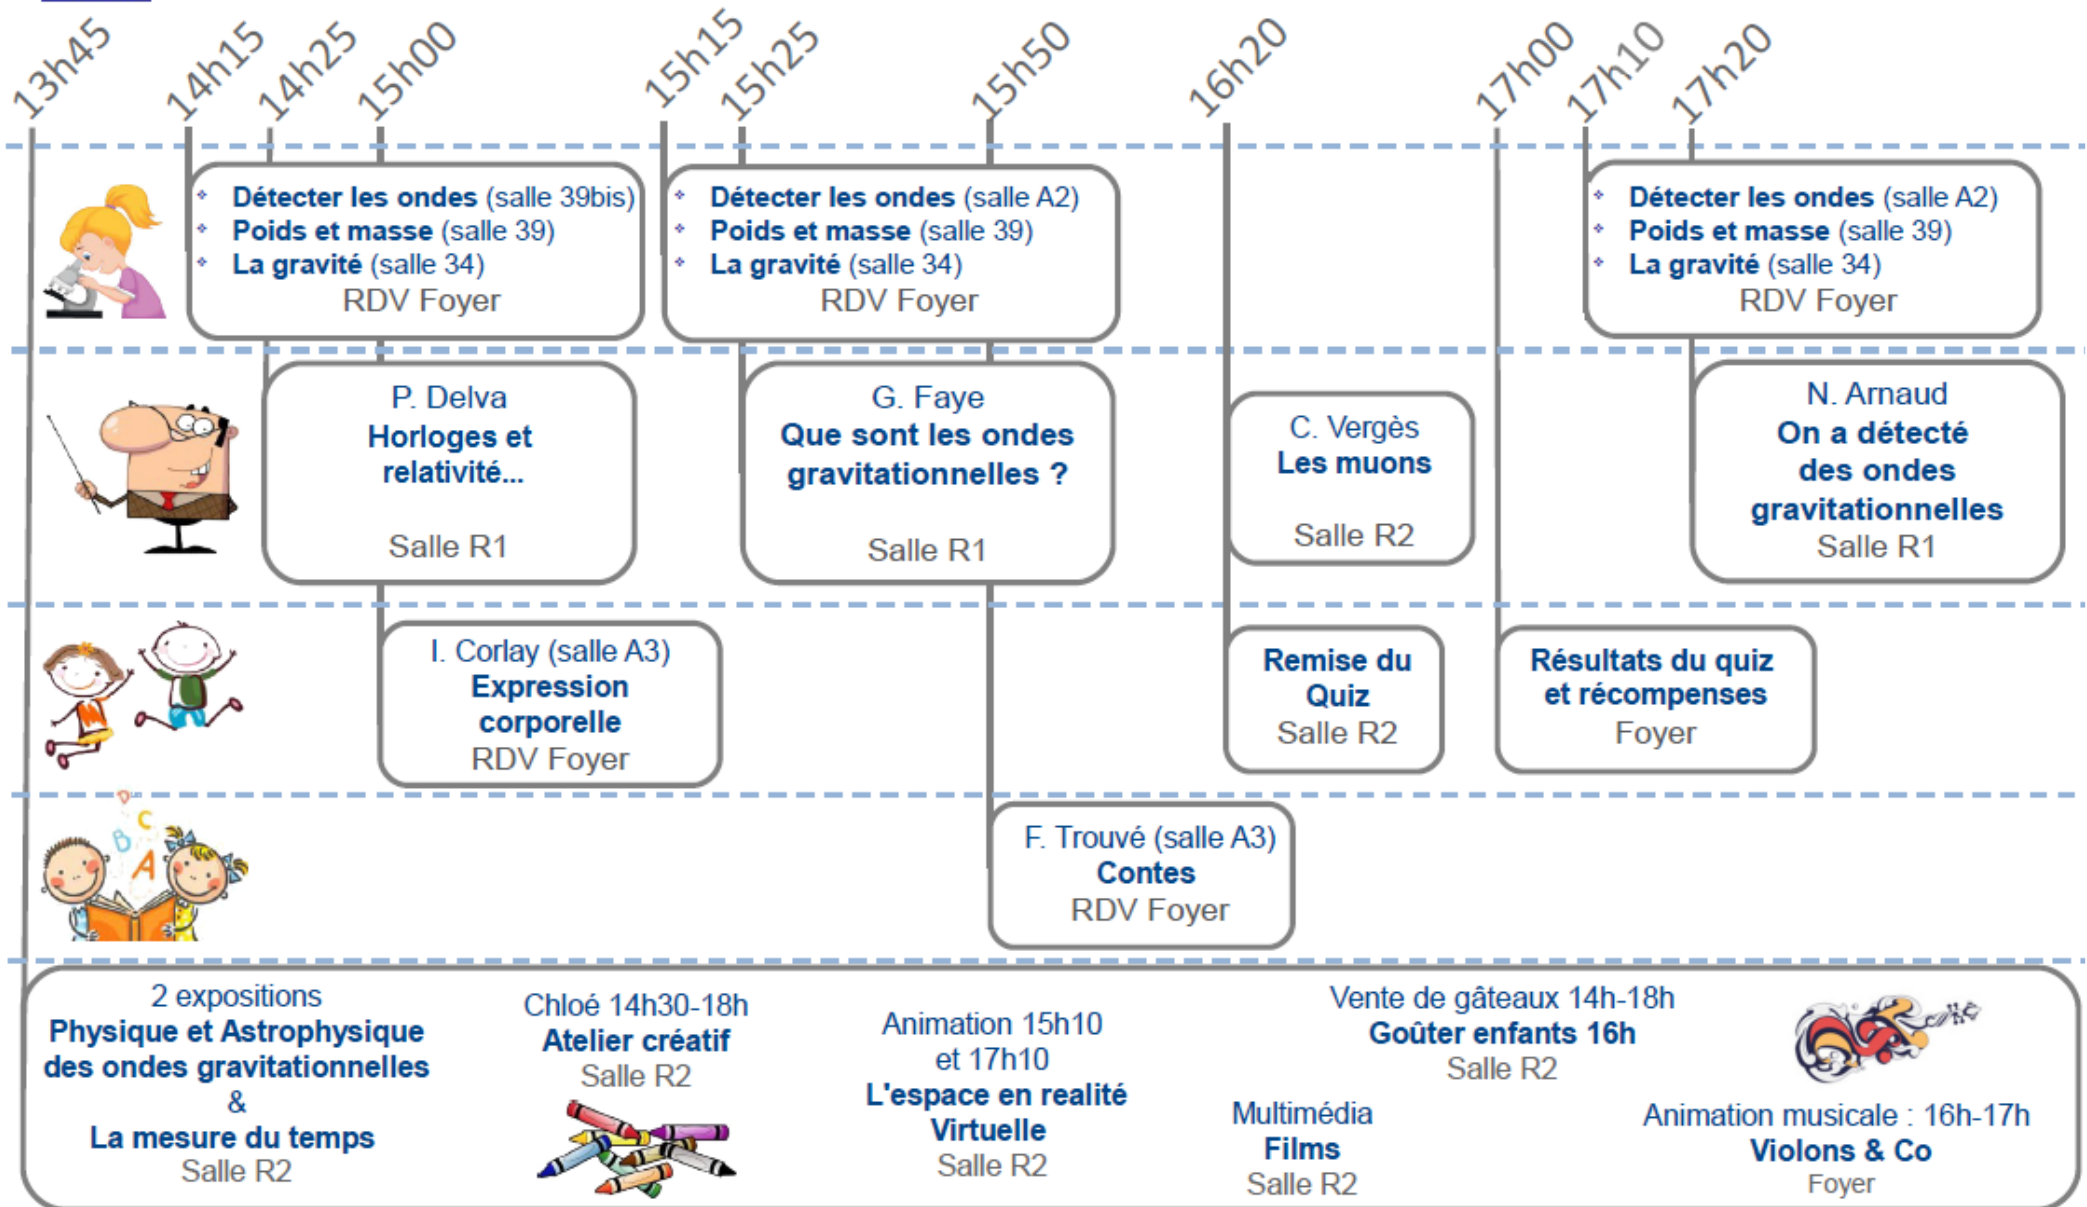 13h45
14h15
14h25
15h00
15h15
15h25
15h50
16h20
17h00
17h10
17h20
❖ Détecter les ondes (salle 39bis)
❖ Poids et masse (salle 39)
❖ La gravité (salle 34)
RDV Foyer
❖ Détecter les ondes (salle A2)
❖ Poids et masse (salle 39)
❖ La gravité (salle 34)
RDV Foyer
❖ Détecter les ondes (salle A2)
❖ Poids et masse (salle 39)
❖ La gravité (salle 34)
RDV Foyer
P. Delva
Horloges et
relativité...
Salle R1
G. Faye
Que sont les ondes
gravitationnelles ?
Salle R1
C. Vergès
Les muons
Salle R2
N. Arnaud
On a détecté
des ondes
gravitationnelles
Salle R1
I. Corlay (salle A3)
Expression
corporelle
RDV Foyer
Remise du
Quiz
Salle R2
Résultats du quiz
et récompenses
Foyer
D
C
B
A
F. Trouvé (salle A3)
Contes
RDV Foyer
2 expositions
Physique et Astrophysique
des ondes gravitationnelles
&
La mesure du temps
Salle R2
Chloé 14h30-18h
Atelier créatif
Salle R2
Animation 15h10
et 17h10
L'espace en realité
Virtuelle
Salle R2
Vente de gâteaux 14h-18h
Goûter enfants 16h
Salle R2
Multimédia
Films
Salle R2
Animation musicale : 16h-17h
Violons & Co
Foyer